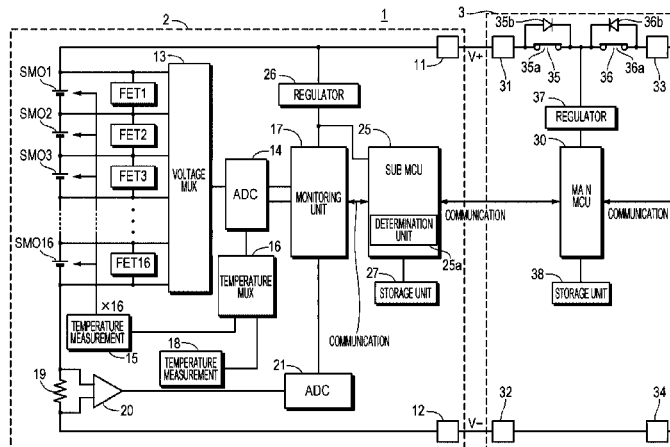 1
2
3
35b
36b
SMO1
13
26
11
V+
31
35a
35
36
36a
33
FET1
REGULATOR
37
SMO2
FET2
VOLTAGE MUX
17
25
REGULATOR
14
30
SMO3
FET3
ADC
MONITORING UNIT
SUB MCU
MAIN MCU
COMMUNICATION
COMMUNICATION
DETERMINATION UNIT
25a
SMO16
16
FET16
TEMPERATURE MUX
27
STORAGE UNIT
38
STORAGE UNIT
×16
TEMPERATURE MEASUREMENT
15
18
TEMPERATURE MEASUREMENT
COMMUNICATION
21
ADC
19
20
12
V−
32
34